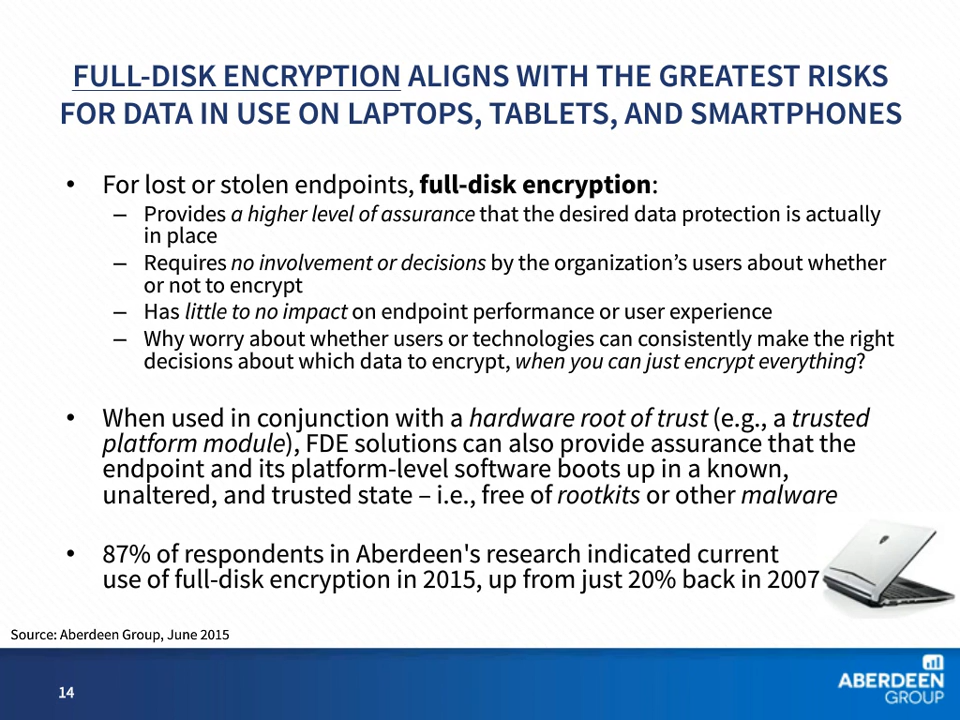 FULL-DISK ENCRYPTION ALIGNS WITH THE GREATEST RISKS
FOR DATA IN USE ON LAPTOPS, TABLETS, AND SMARTPHONES
• For lost or stolen endpoints, full-disk encryption:
– Provides a higher level of assurance that the desired data protection is actually
in place
– Requires no involvement or decisions by the organization’s users about whether
or not to encrypt
– Has little to no impact on endpoint performance or user experience
– Why worry about whether users or technologies can consistently make the right
decisions about which data to encrypt, when you can just encrypt everything?
• When used in conjunction with a hardware root of trust (e.g., a trusted
platform module), FDE solutions can also provide assurance that the
endpoint and its platform-level software boots up in a known,
unaltered, and trusted state – i.e., free of rootkits or other malware
• 87% of respondents in Aberdeen's research indicated current
use of full-disk encryption in 2015, up from just 20% back in 2007
Source: Aberdeen Group, June 2015
14
ABERDEEN
GROUP